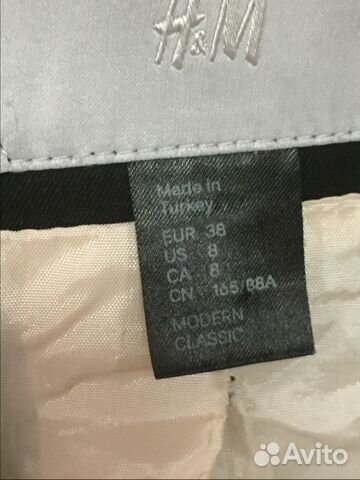 H&M
Made in
Turkey
EUR 38
US 8
CA 8
CN 165/88A
MODERN
CLASSIC
Avito